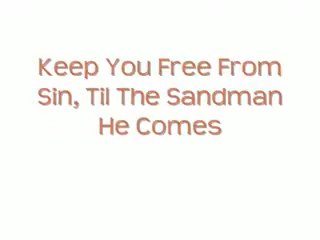 Keep You Free From
Sin, Til The Sandman
He Comes